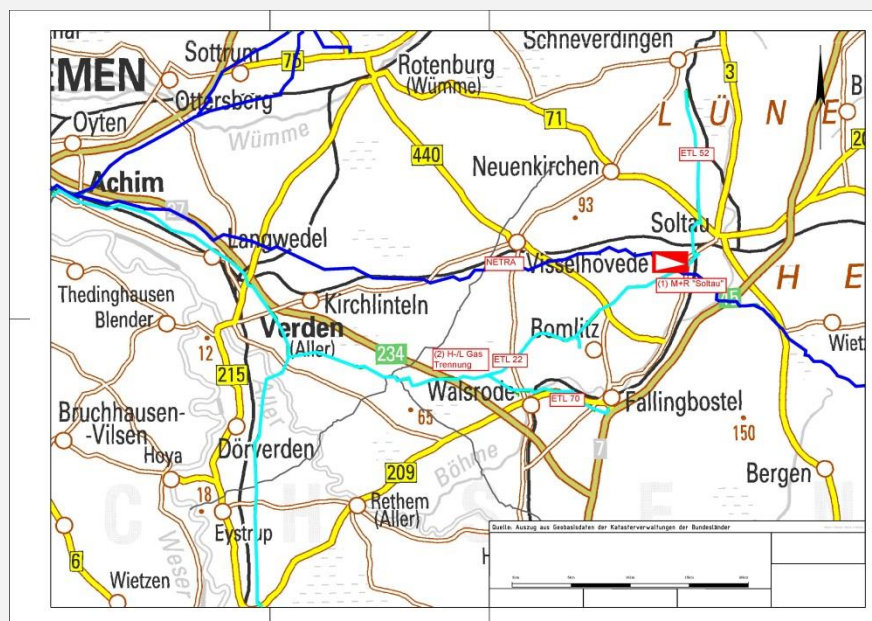 Schneverdingen
Sottrum
75
Rotenburg
(Wümme)
3
EMEN
Ottersberg
71
L Ü N E
Oyten
Wümme
440
ETL 52
Neuenkirchen
Achim
27
93
Soltau
Langwedel
NETRA
Visselhövede
H E
(1) M+R "Soltau"
Thedinghausen
Kirchlinteln
45
Blender
Verden
(Aller)
Bomlitz
12
234
(2) H-/L Gas
Trennung
ETL 22
215
Aller
Walsrode
ETL 70
Fallingbostel
65
Bruchhausen-
-Vilsen
150
Dörverden
7
Hoya
Böhme
209
Bergen
C H S E N
18
Rethem
(Aller)
Eystrup
Quelle: Auszug aus Geobasisdaten der Katasterverwaltungen der Bundesländer
Weser
6
Wietzen